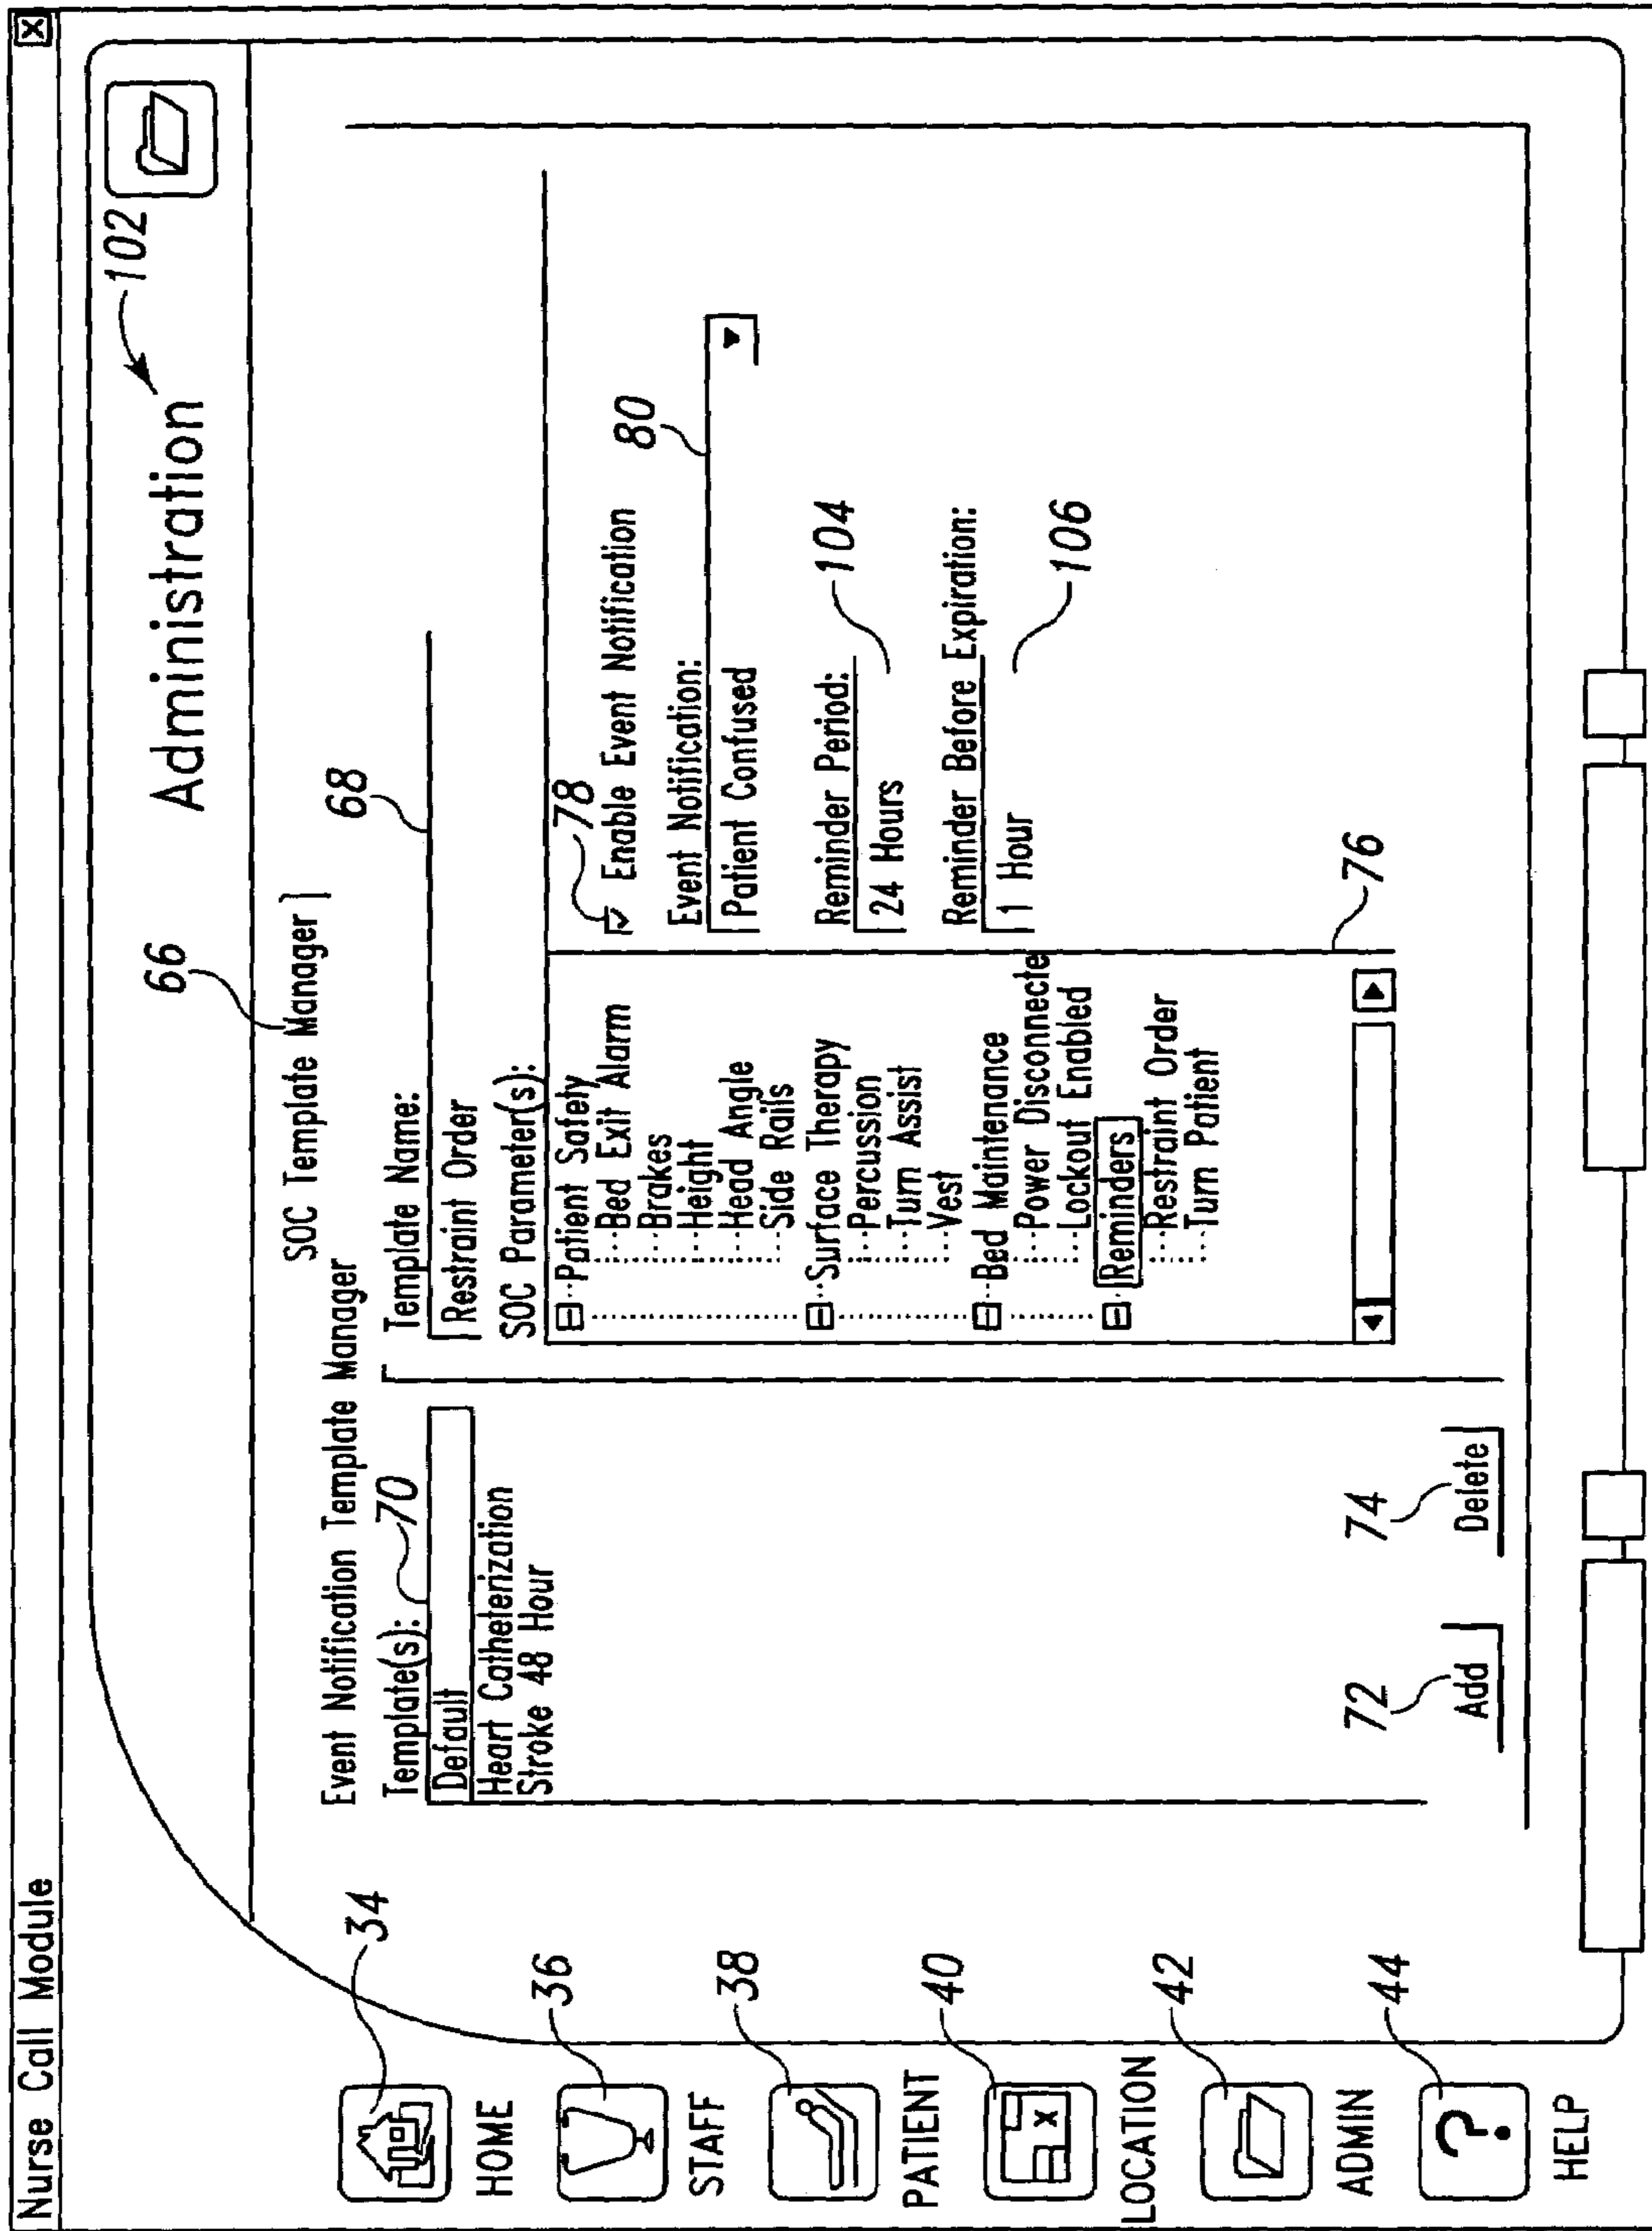 Nurse Call Module
X
Administration
102
66
SOC Template Manager
Event Notification Template Manager
34
HOME
36
STAFF
38
PATIENT
40
X
LOCATION
42
ADMIN
44
?
HELP
Template(s):
70
Default
Heart Catheterization
Stroke 48 Hour
72
Add
74
Delete
Template Name:
68
Restraint Order
SOC Parameter(s):
Patient Safety
Bed Exit Alarm
Brakes
Height
Head Angle
Side Rails
Surface Therapy
Percussion
Turn Assist
Vest
Bed Maintenance
Power Disconnecte
Lockout Enabled
Reminders
Restraint Order
Turn Patient
76
78
Enable Event Notification
Event Notification:
80
Patient Confused
Reminder Period:
104
24 Hours
Reminder Before Expiration:
1 Hour
106